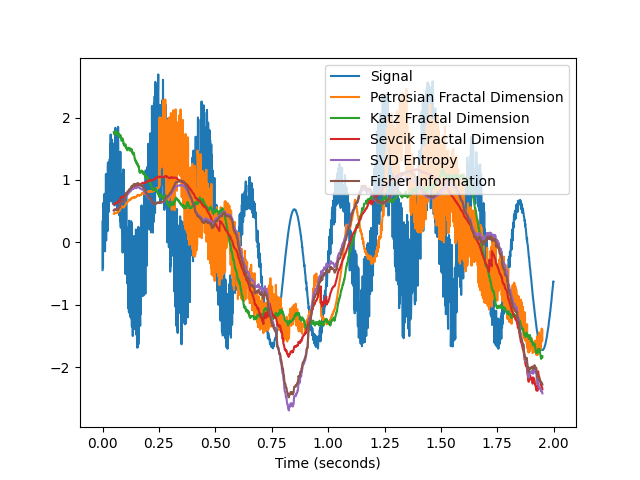 Signal
Petrosian Fractal Dimension
Katz Fractal Dimension
Sevcik Fractal Dimension
SVD Entropy
Fisher Information
2
1
0
−1
−2
0.00 0.25 0.50 0.75 1.00 1.25 1.50 1.75 2.00
Time (seconds)